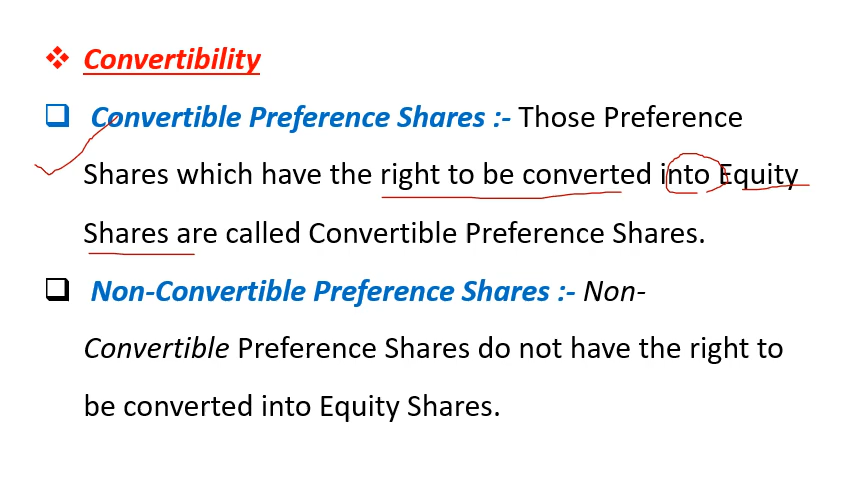 Convertibility
Convertible Preference Shares :- Those Preference
Shares which have the right to be converted into Equity
Shares are called Convertible Preference Shares.
Non-Convertible Preference Shares :- Non-
Convertible Preference Shares do not have the right to
be converted into Equity Shares.